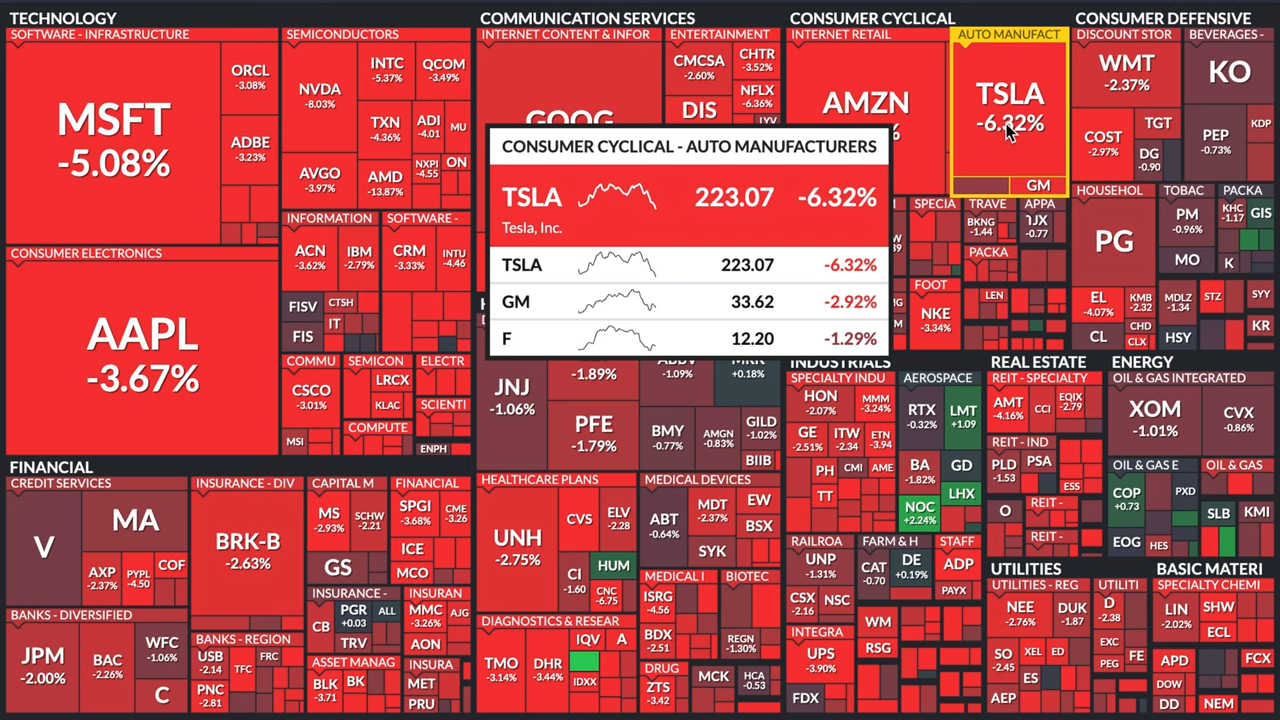 TECHNOLOGY
SOFTWARE - INFRASTRUCTURE
MSFT
-5.08%
ORCL
-3.08%
ADBE
-3.23%
SEMICONDUCTORS
NVDA
-8.03%
INTC
-5.37%
QCOM
-3.49%
TXN
-4.36%
ADI
-4.01
MU
AVGO
-3.97%
AMD
-13.87%
NXPI
-4.55
ON
INFORMATION
ACN
-3.62%
IBM
-2.79%
FISV
CTSH
FIS
IT
SOFTWARE -
CRM
-3.33%
INTU
-4.46
CONSUMER ELECTRONICS
AAPL
-3.67%
COMMU
CSCO
-3.01%
MSI
SEMICON
LRCX
KLAC
COMPUTE
ELECTR
SCIENTI
ENPH
COMMUNICATION SERVICES
INTERNET CONTENT & INFOR
GOOG
ENTERTAINMENT
CMCSA
-2.60%
CHTR
-3.52%
DIS
NFLX
-6.36%
CONSUMER CYCLICAL
INTERNET RETAIL
AMZN
%
AUTO MANUFACT
TSLA
-6.32%
GM
SPECIA
TRAVE
BKNG
-1.44
APPA
TJX
-0.77
PACKA
LEN
FOOT
NKE
-3.34%
CONSUMER CYCLICAL - AUTO MANUFACTURERS
TSLA 223.07 -6.32%
Tesla, Inc.
TSLA 223.07 -6.32%
GM 33.62 -2.92%
F 12.20 -1.29%
CONSUMER DEFENSIVE
DISCOUNT STOR
WMT
-2.37%
COST
-2.97%
TGT
DG
-0.90
BEVERAGES -
KO
PEP
-0.73%
KDP
HOUSEHOL
PG
EL
-4.07%
KMB
-2.32
CL
CHD
CLX
TOBAC
PM
-0.96%
MO
PACKA
KHC
-1.17
GIS
K
MDLZ
-1.34
HSY
STZ
SYY
KR
JNJ
-1.06%
-1.89%
ABBV
-1.09%
MRK
+0.18%
PFE
-1.79%
BMY
-0.77%
AMGN
-0.83%
GILD
-1.02%
BIIB
HEALTHCARE PLANS
UNH
-2.75%
CVS
ELV
-2.28
CI
-1.60
HUM
CNC
-6.75
MEDICAL DEVICES
ABT
-0.64%
MDT
-2.37%
EW
BSX
SYK
MEDICAL I
ISRG
-4.56
BDX
-2.51
BIOTEC
REGN
-1.30%
DIAGNOSTICS & RESEAR
TMO
-3.14%
DHR
-3.44%
IQV
A
IDXX
DRUG
ZTS
-3.42
MCK
HCA
-0.53
FINANCIAL
CREDIT SERVICES
V
MA
AXP
-2.37%
PYPL
-4.50
COF
INSURANCE - DIV
BRK-B
-2.63%
CAPITAL M
MS
-2.93%
SCHW
-2.21
GS
FINANCIAL
SPGI
-3.68%
CME
-3.26
ICE
MCO
BANKS - DIVERSIFIED
JPM
-2.00%
BAC
-2.26%
WFC
-1.06%
C
BANKS - REGION
USB
-2.14
TFC
FRC
PNC
-2.81
INSURANCE -
CB
PGR
+0.03
ALL
TRV
INSURAN
MMC
-3.26%
AJG
AON
ASSET MANAG
BLK
-3.71
BK
INSURA
MET
PRU
INDUSTRIALS
SPECIALTY INDU
HON
-2.07%
MMM
-3.24%
GE
-2.51%
ITW
-2.34
ETN
-3.94
PH
CMI
AME
TT
AEROSPACE
RTX
-0.32%
LMT
+1.09
BA
-1.82%
GD
NOC
+2.24%
LHX
RAILROA
UNP
-1.31%
CSX
-2.16
NSC
FARM & H
CAT
-0.70
DE
+0.19%
STAFF
ADP
PAYX
INTEGRA
UPS
-3.90%
FDX
WM
RSG
REAL ESTATE
REIT - SPECIALTY
AMT
-4.16%
CCI
EQIX
-2.79
REIT - IND
PLD
-1.53
PSA
ESS
O
REIT -
REIT -
ENERGY
OIL & GAS INTEGRATED
XOM
-1.01%
CVX
-0.86%
OIL & GAS E
COP
+0.73
PXD
EOG
HES
OIL & GAS
SLB
KMI
UTILITIES
UTILITIES - REG
NEE
-2.76%
DUK
-1.87
SO
-2.45
XEL
ED
ES
AEP
UTILITI
D
-2.38
EXC
PEG
FE
BASIC MATERI
SPECIALTY CHEMI
LIN
-2.02%
SHW
ECL
APD
DOW
DD
FCX
NEM